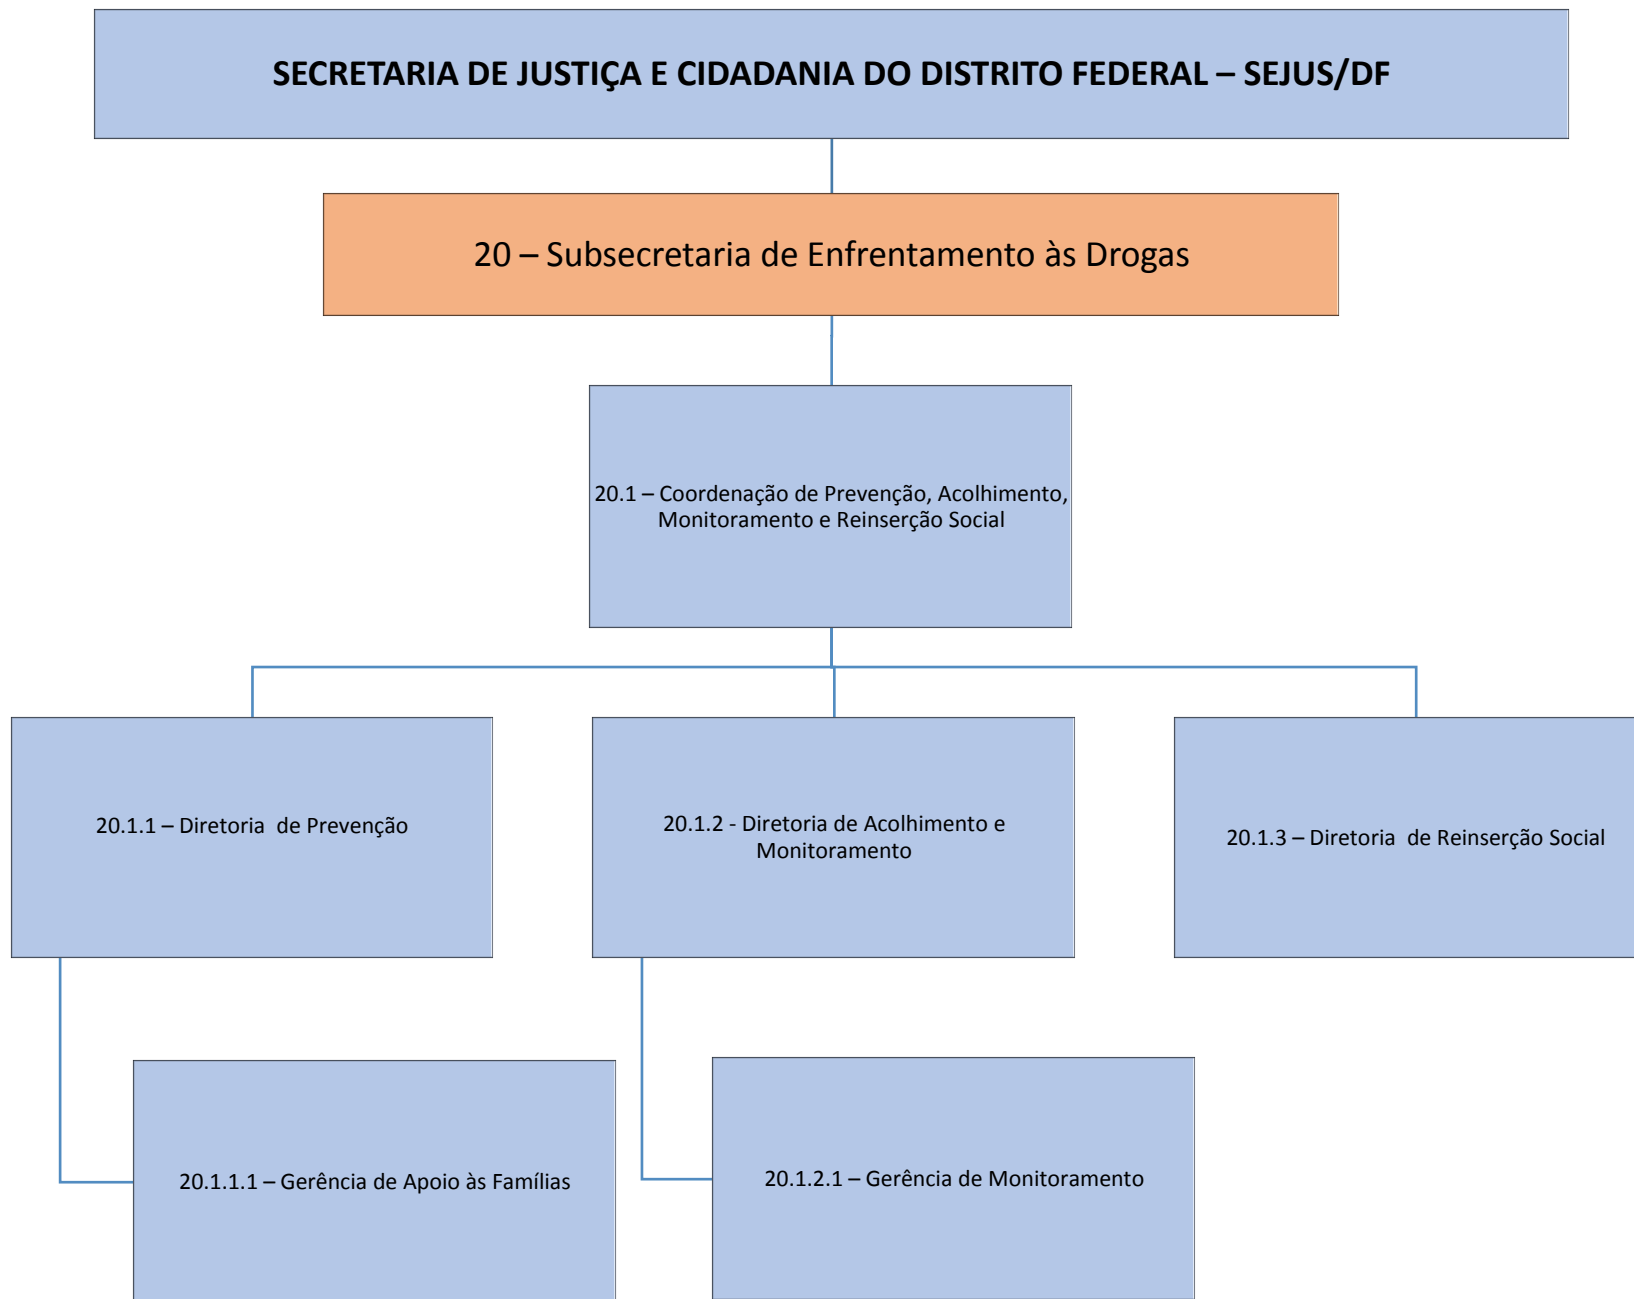 SECRETARIA DE JUSTIÇA E CIDADANIA DO DISTRITO FEDERAL – SEJUS/DF
20 – Subsecretaria de Enfrentamento às Drogas
20.1 – Coordenação de Prevenção, Acolhimento,
Monitoramento e Reinserção Social
20.1.1 – Diretoria  de Prevenção
20.1.2 - Diretoria de Acolhimento e
Monitoramento
20.1.3 – Diretoria  de Reinserção Social
20.1.1.1 – Gerência de Apoio às Famílias
20.1.2.1 – Gerência de Monitoramento